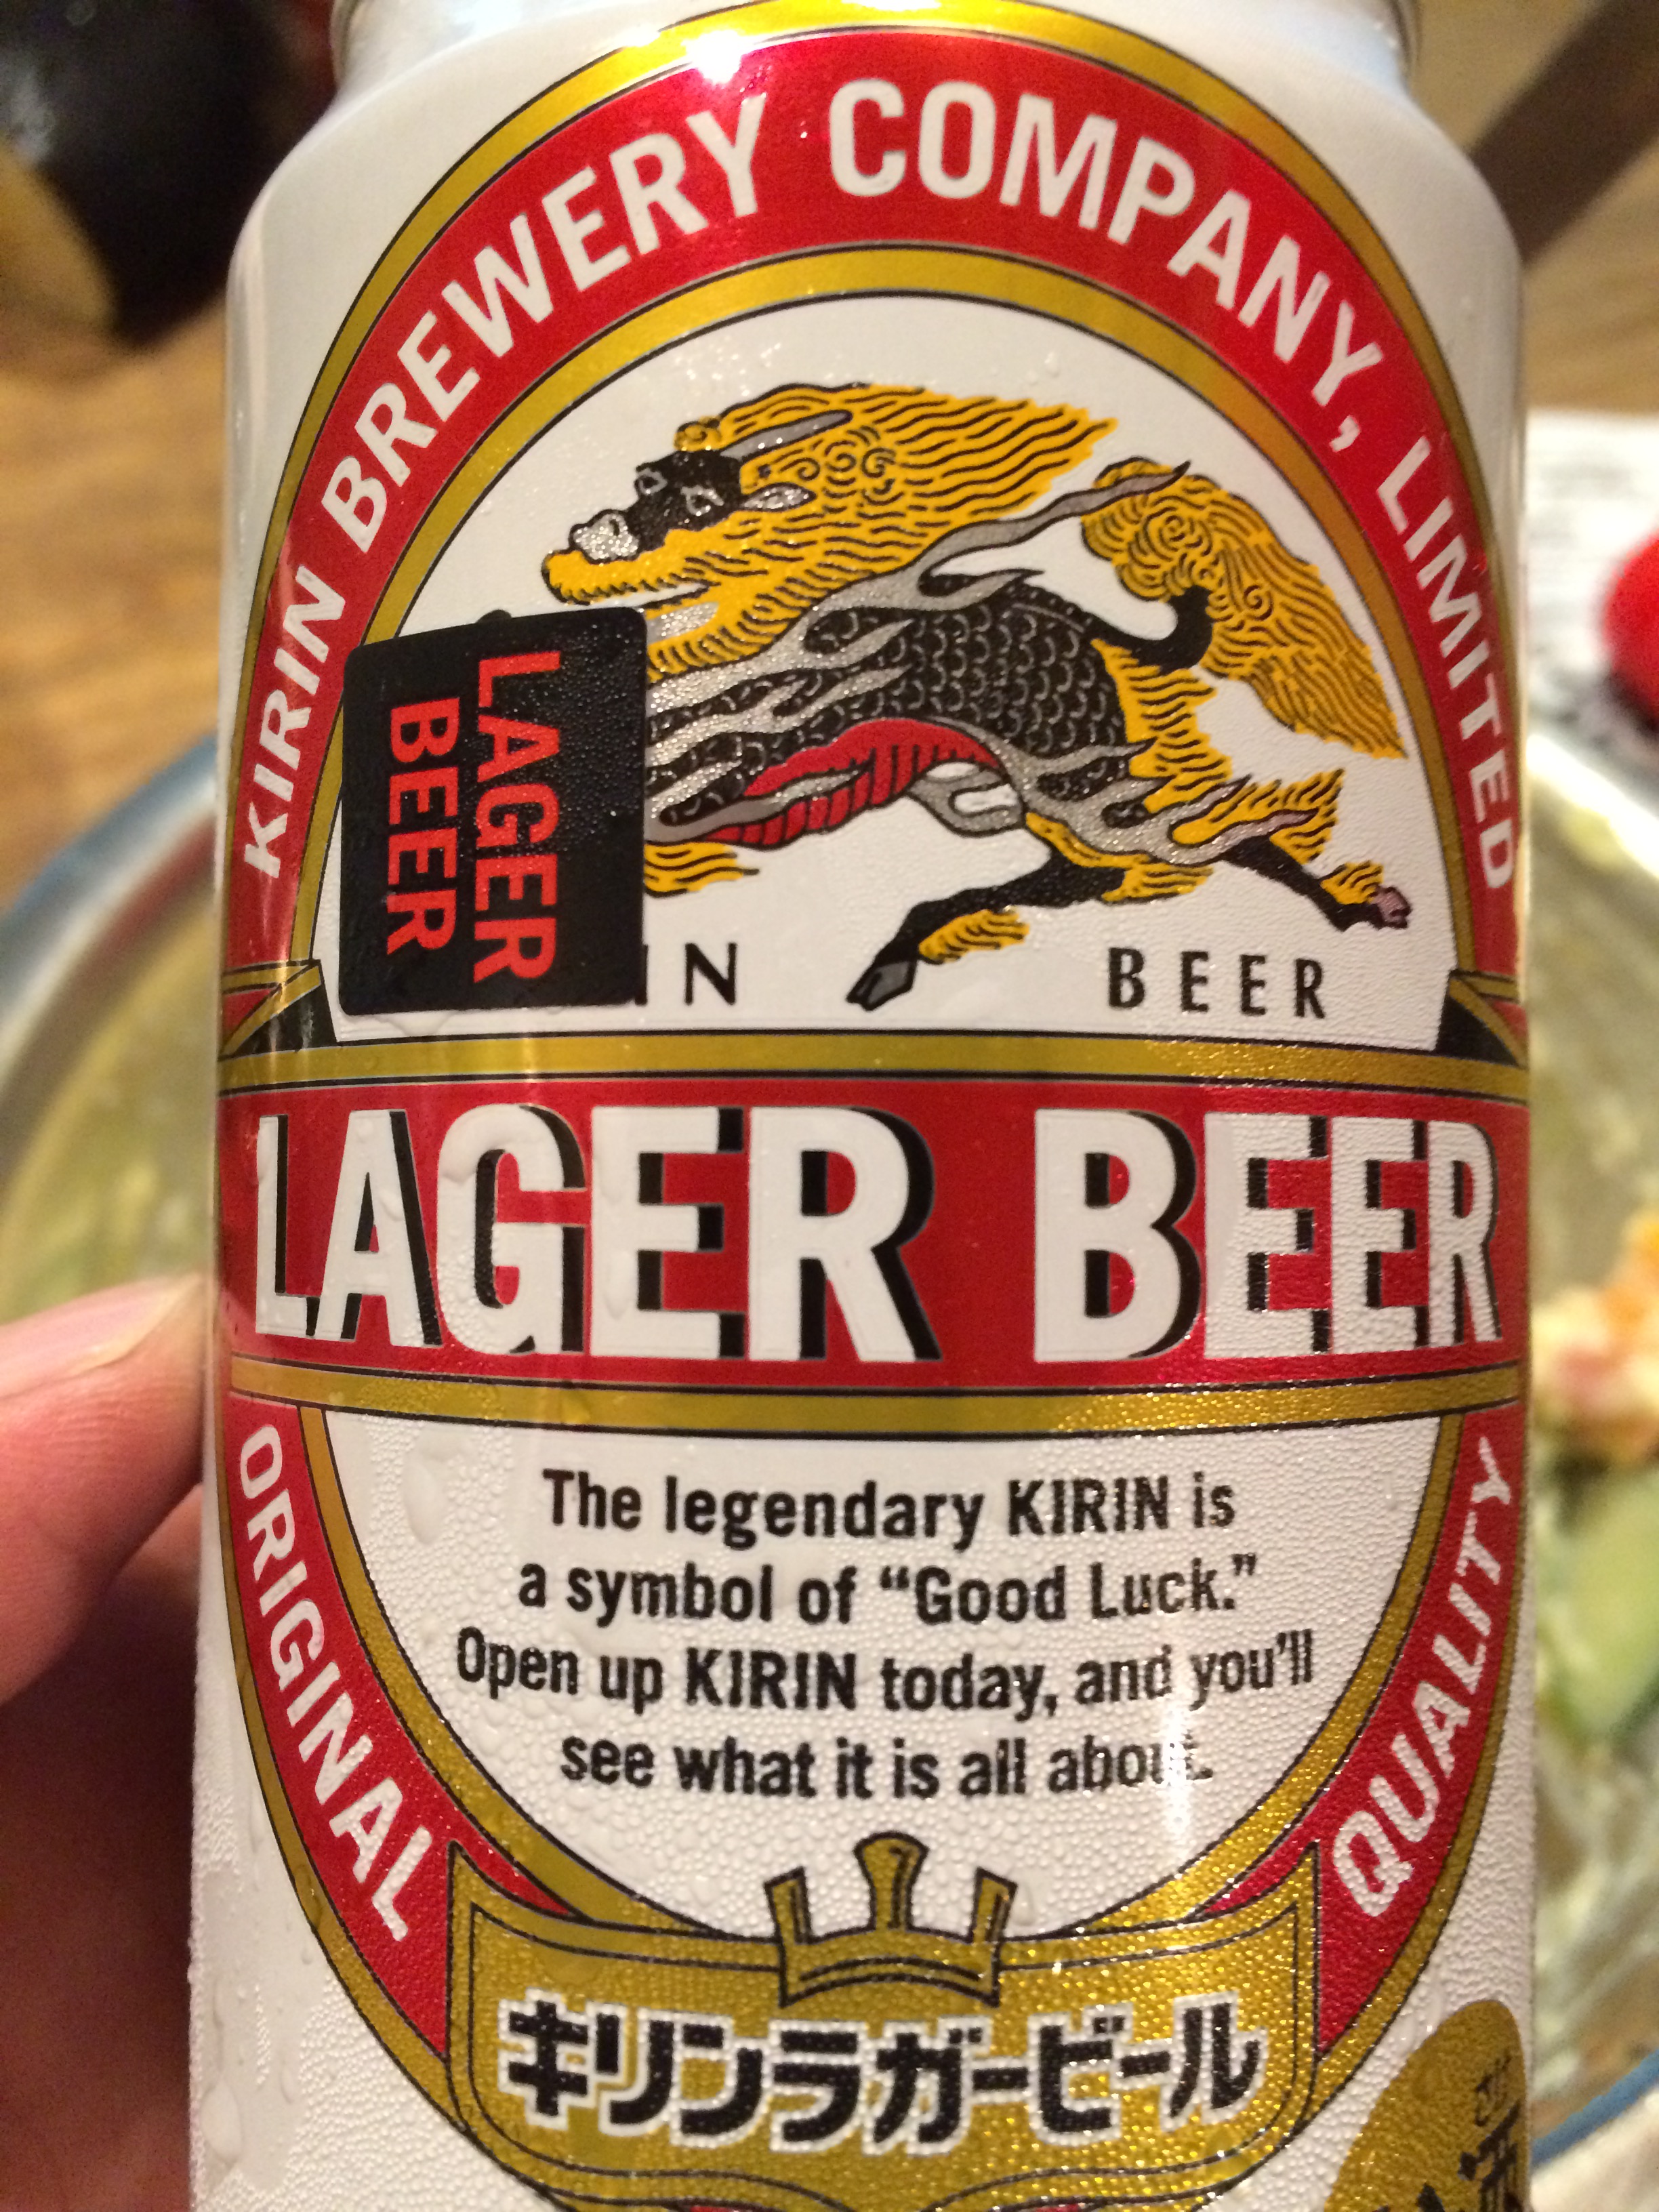 KIRIN BREWERY COMPANY, LIMITED
LAGER
BEER
BEER
LAGER BEER
The legendary KIRIN is
a symbol of “Good Luck.”
Open up KIRIN today, and you'll
see what it is all about.
ORIGINAL
QUALITY
キリンラガービール